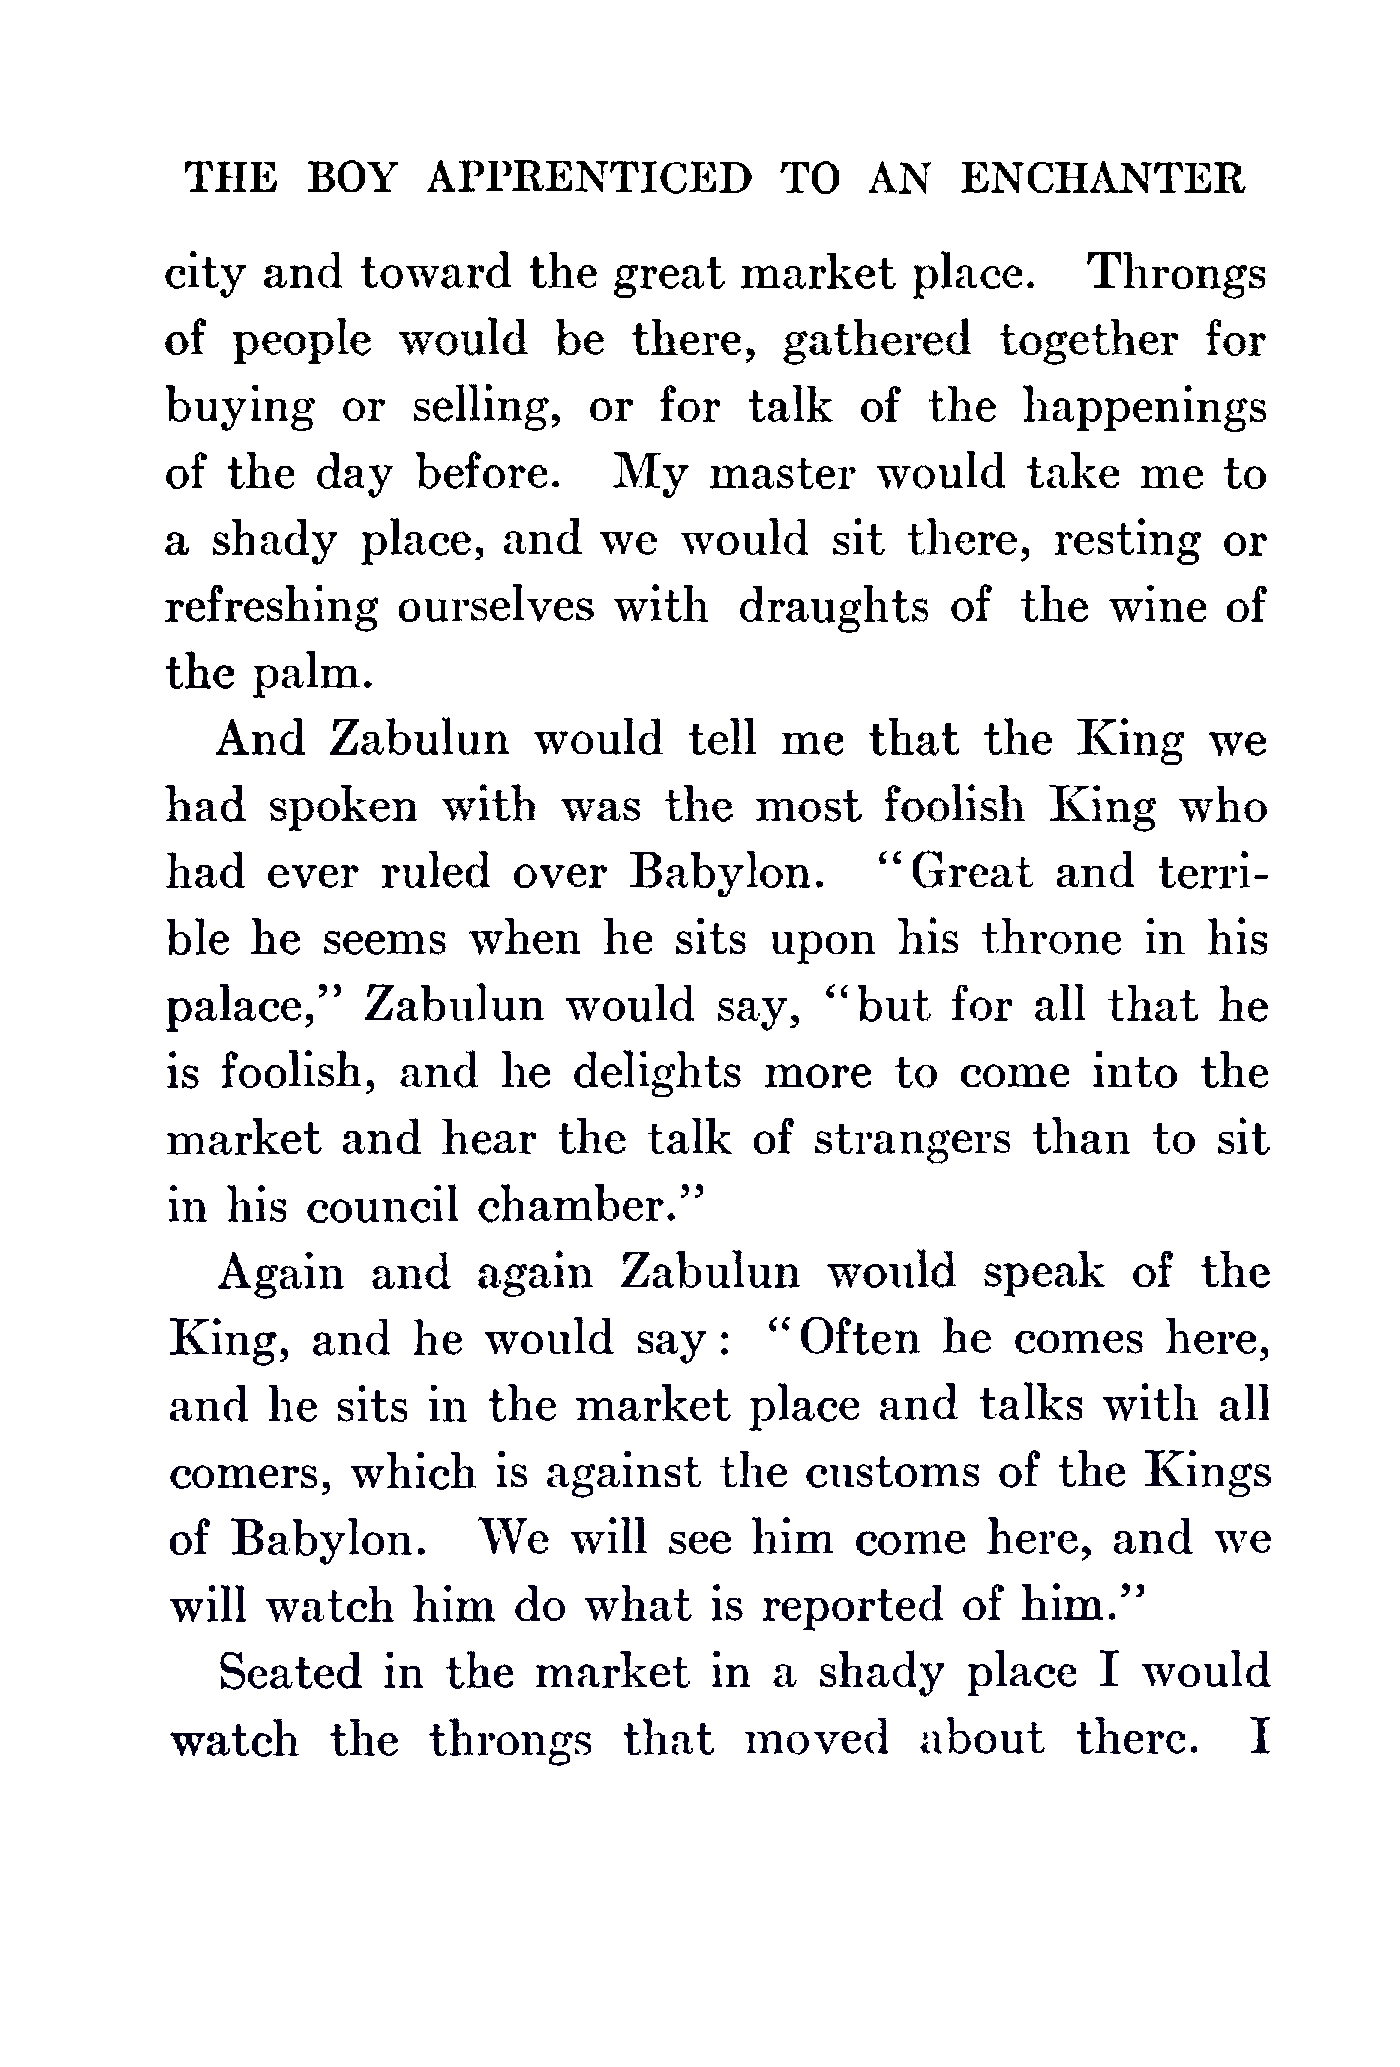 THE BOY APPRENTICED TO AN ENCHANTER
city and toward the great market place. Throngs
of people would be there, gathered together for
buying or selling, or for talk of the happenings
of the day before. My master would take me to
a shady place, and we would sit there, resting or
refreshing ourselves with draughts of the wine of
the palm.
And Zabulun would tell me that the King we
had spoken with was the most foolish King who
had ever ruled over Babylon. "Great and terri-
ble he seems when he sits upon his throne in his
palace," Zabulun would say, "but for all that he
is foolish, and he delights more to come into the
market and hear the talk of strangers than to sit
in his council chamber."
Again and again Zabulun would speak of the
King, and he would say: "Often he comes here,
and he sits in the market place and talks with all
comers, which is against the customs of the Kings
of Babylon. We will see him come here, and we
will watch him do what is reported of him."
Seated in the market in a shady place I would
watch the throngs that moved about there. I